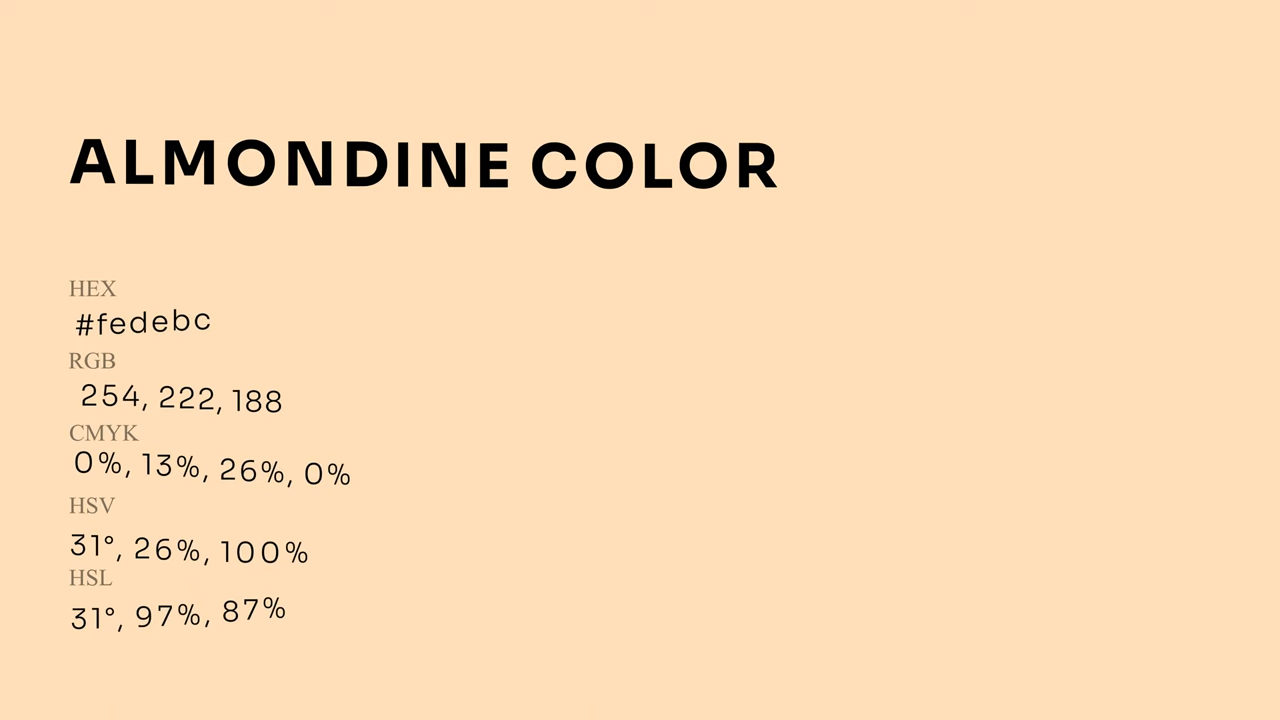 ALMONDINE COLOR
HEX
#fedebc
RGB
254, 222, 188
CMYK
0%, 13%, 26%, 0%
HSV
31°, 26%, 100%
HSL
31°, 97%, 87%